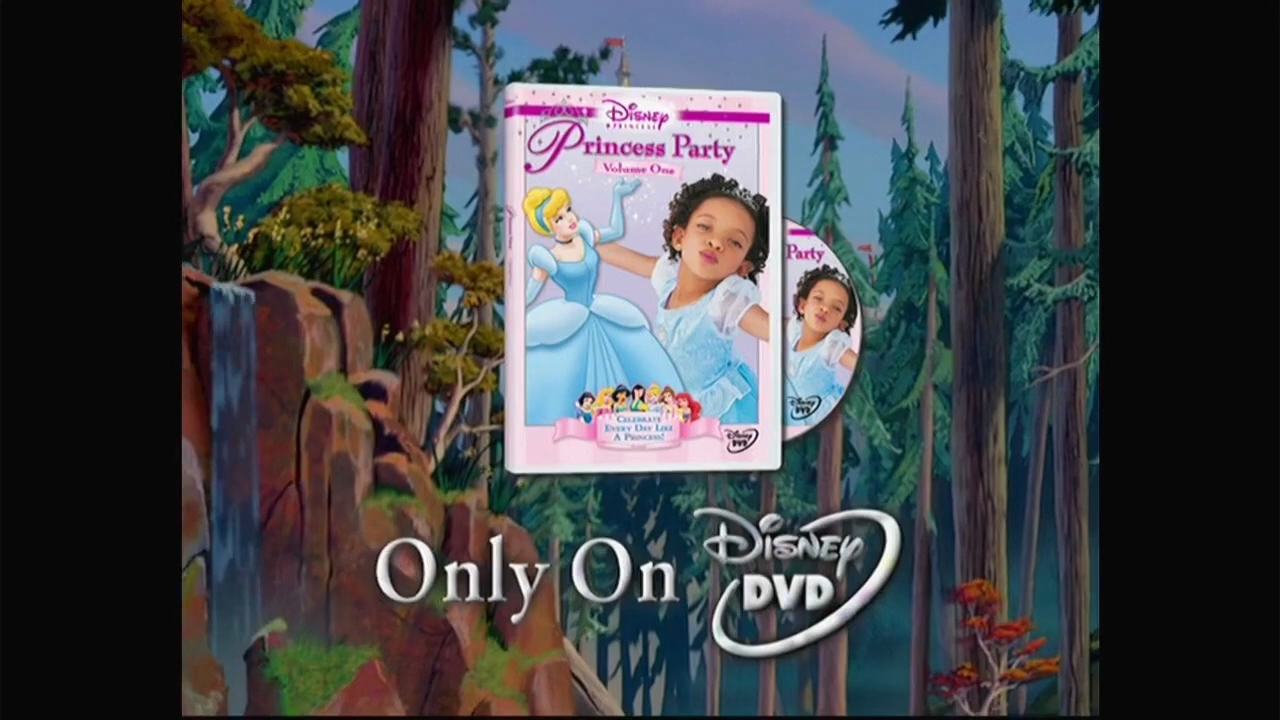 Disney
PRINCESS
Princess Party
Volume One
Party
CELEBRATE
EVERY DAY LIKE
A PRINCESS!
Disney
DVD
Disney
DVD
Only On Disney
DVD